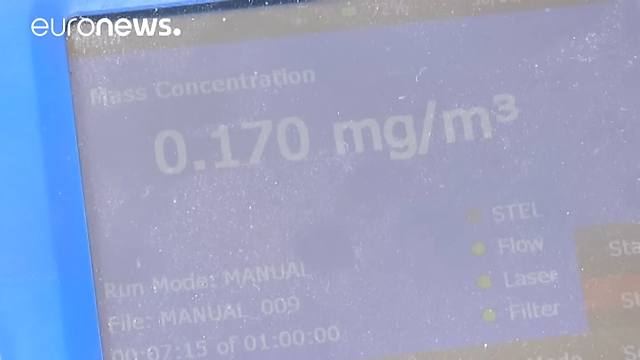 euronews.
Mass Concentration
0.170 mg/m³
STEL
Flow
Laser
Filter
Run Mode: MANUAL
File: MANUAL_009
00:07:15 of 01:00:00